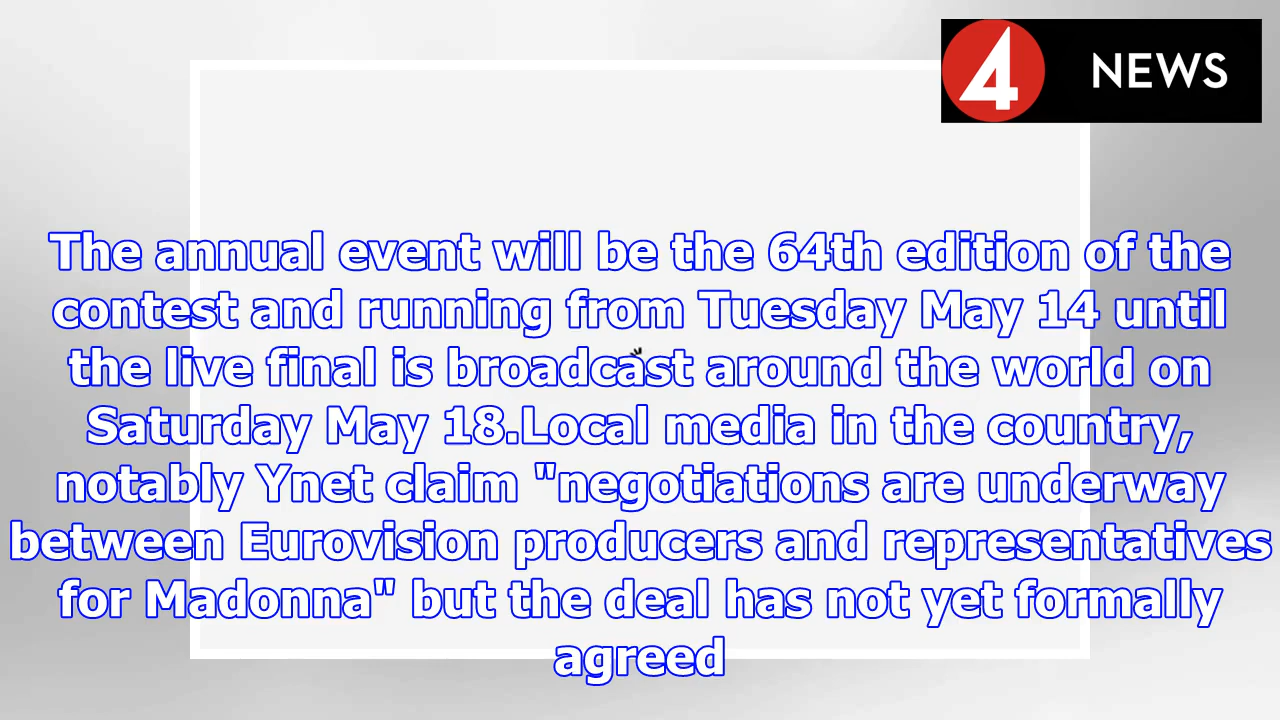 4 NEWS
The annual event will be the 64th edition of the
contest and running from Tuesday May 14 until
the live final is broadcast around the world on
Saturday May 18.Local media in the country,
notably Ynet claim "negotiations are underway
between Eurovision producers and representatives
for Madonna" but the deal has not yet formally
agreed